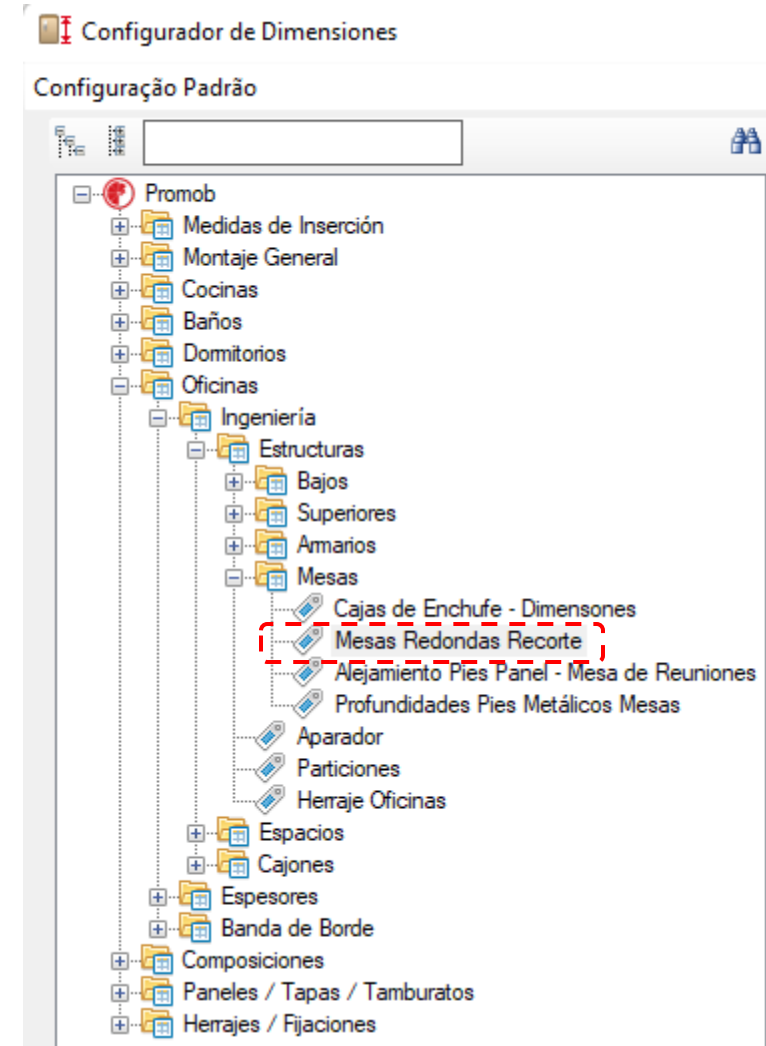 Configurador de Dimensiones
Configuração Padrão
Promob
Medidas de Inserción
Montaje General
Cocinas
Baños
Dormitorios
Oficinas
Ingeniería
Estructuras
Bajos
Superiores
Armarios
Mesas
Cajas de Enchufe - Dimensones
Mesas Redondas Recorte
Alejamiento Pies Panel - Mesa de Reuniones
Profundidades Pies Metálicos Mesas
Aparador
Particiones
Herraje Oficinas
Espacios
Cajones
Espesores
Banda de Borde
Composiciones
Paneles / Tapas / Tamburatos
Herrajes / Fijaciones